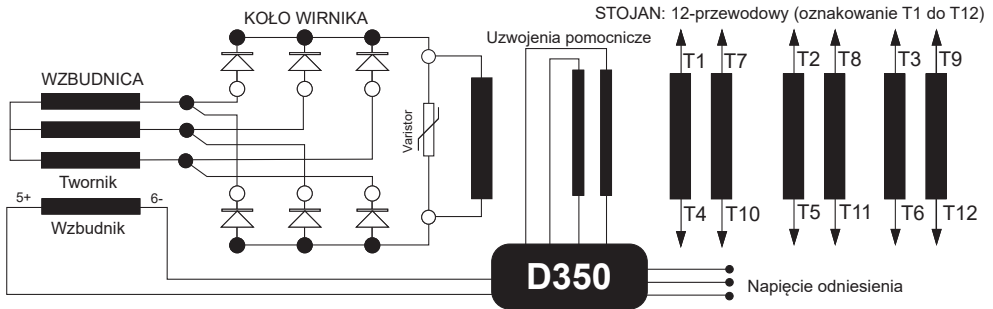 STOJAN: 12-przewodowy (oznakowanie T1 do T12)
KOŁO WIRNIKA
Uzwojenia pomocnicze
T1 T7 T2 T8 T3 T9
WZBUDNICA
Varistor
Twornik
5+ 6-
Wzbudnik
T4 T10 T5 T11 T6 T12
D350
Napięcie odniesienia